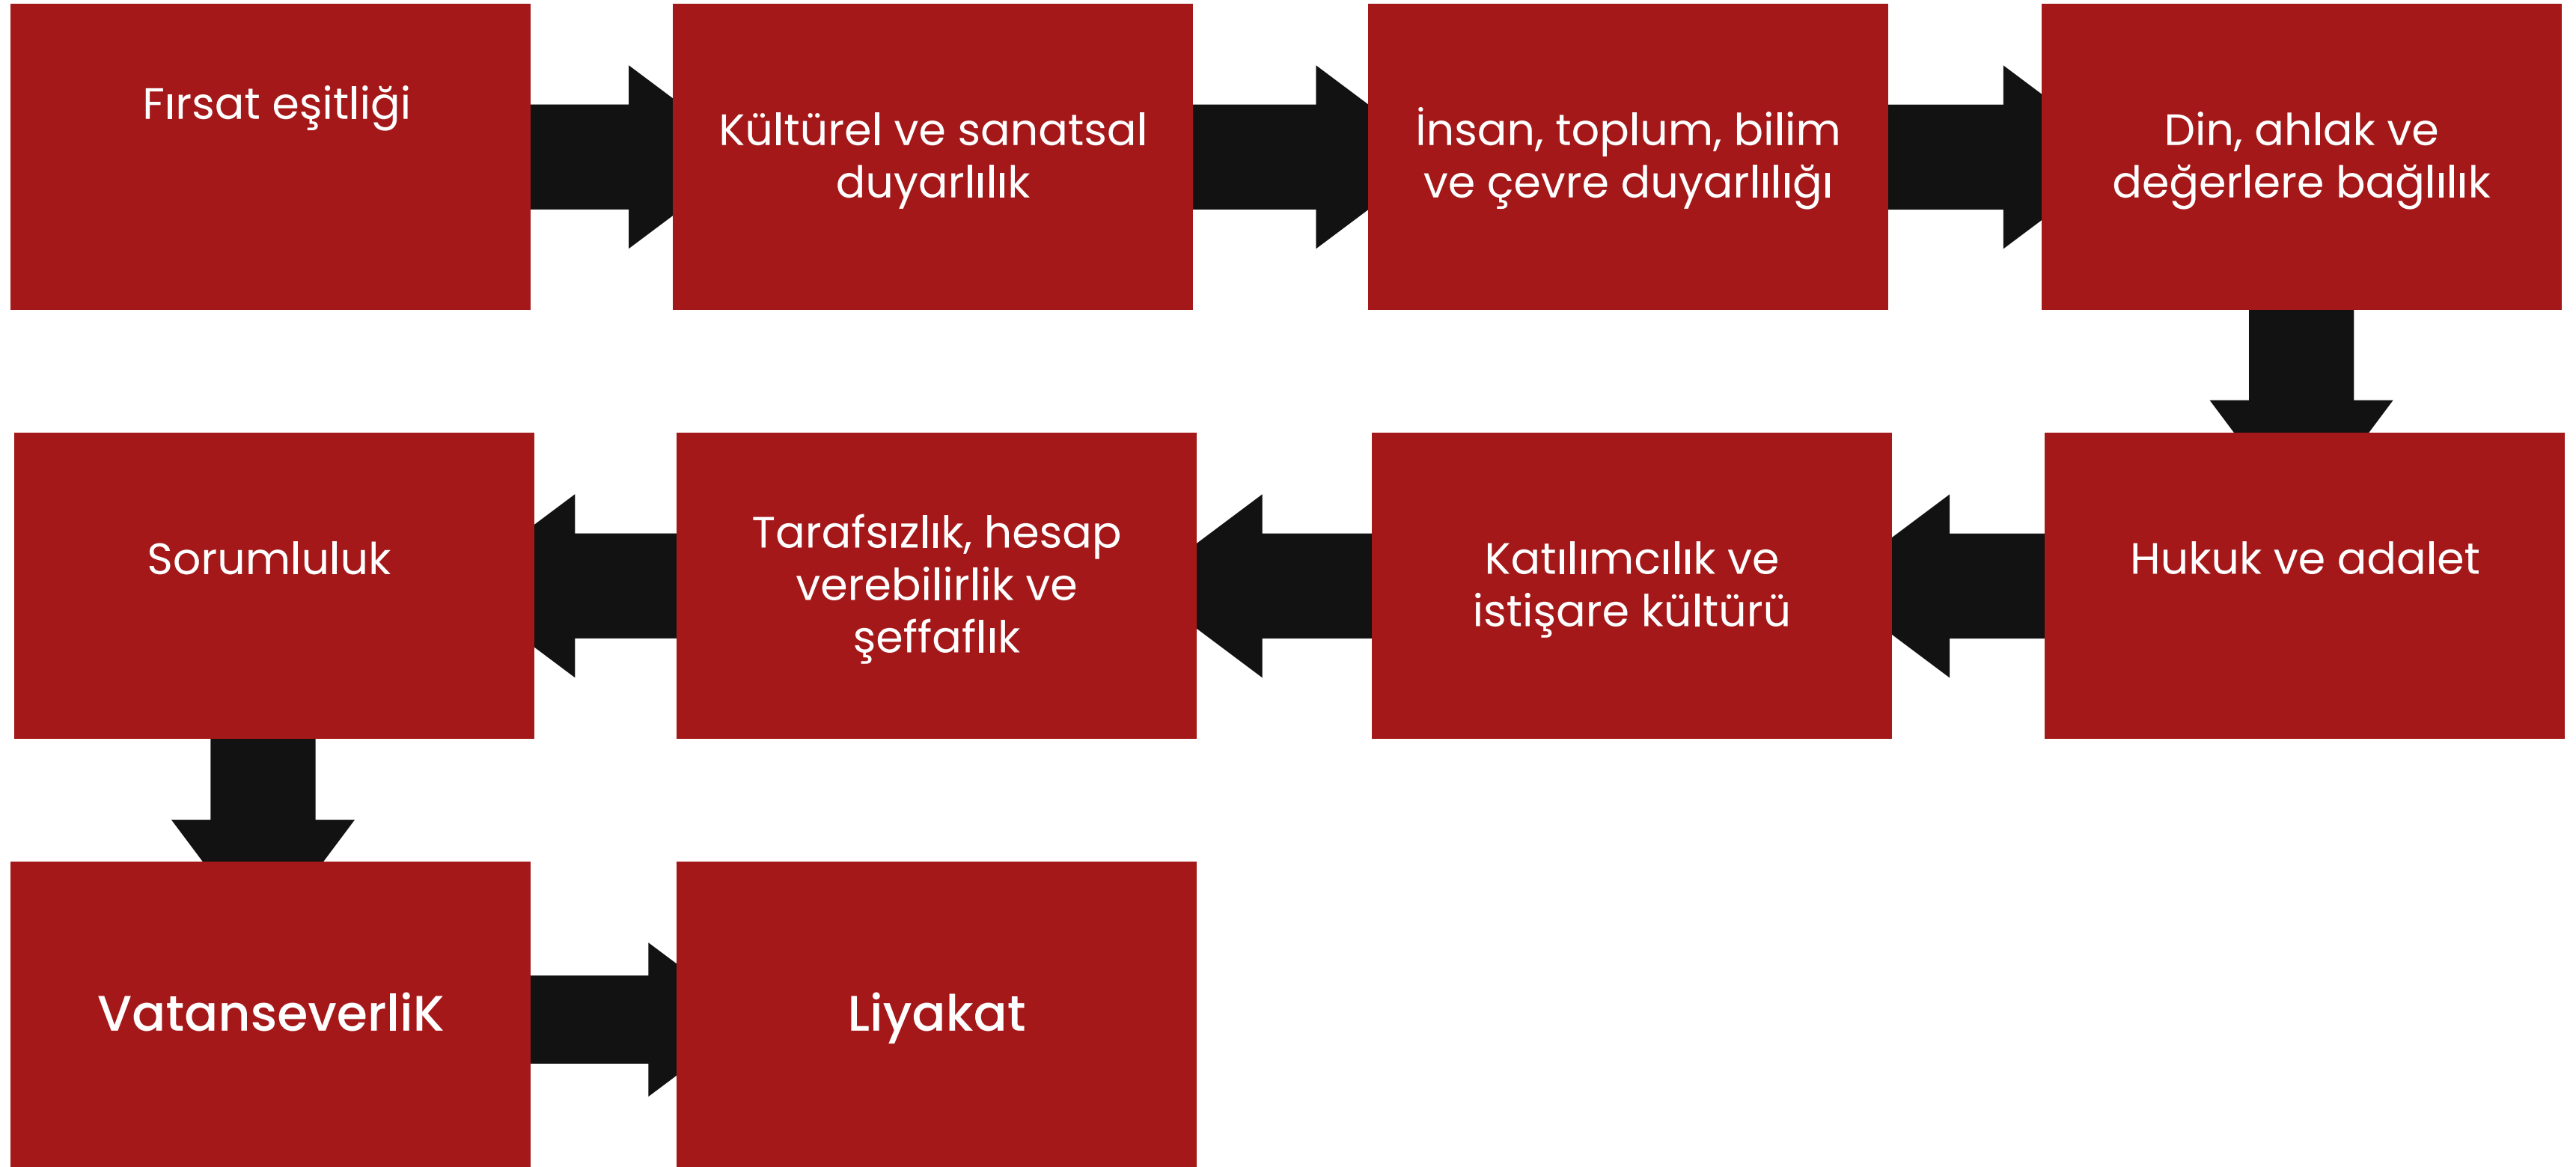 Fırsat eşitliği
Kültürel ve sanatsal
duyarlılık
İnsan, toplum, bilim
ve çevre duyarlılığı
Din, ahlak ve
değerlere bağlılık
Hukuk ve adalet
Katılımcılık ve
istişare kültürü
Tarafsızlık, hesap
verebilirlik ve
şeffaflık
Sorumluluk
VatanseverliK
Liyakat